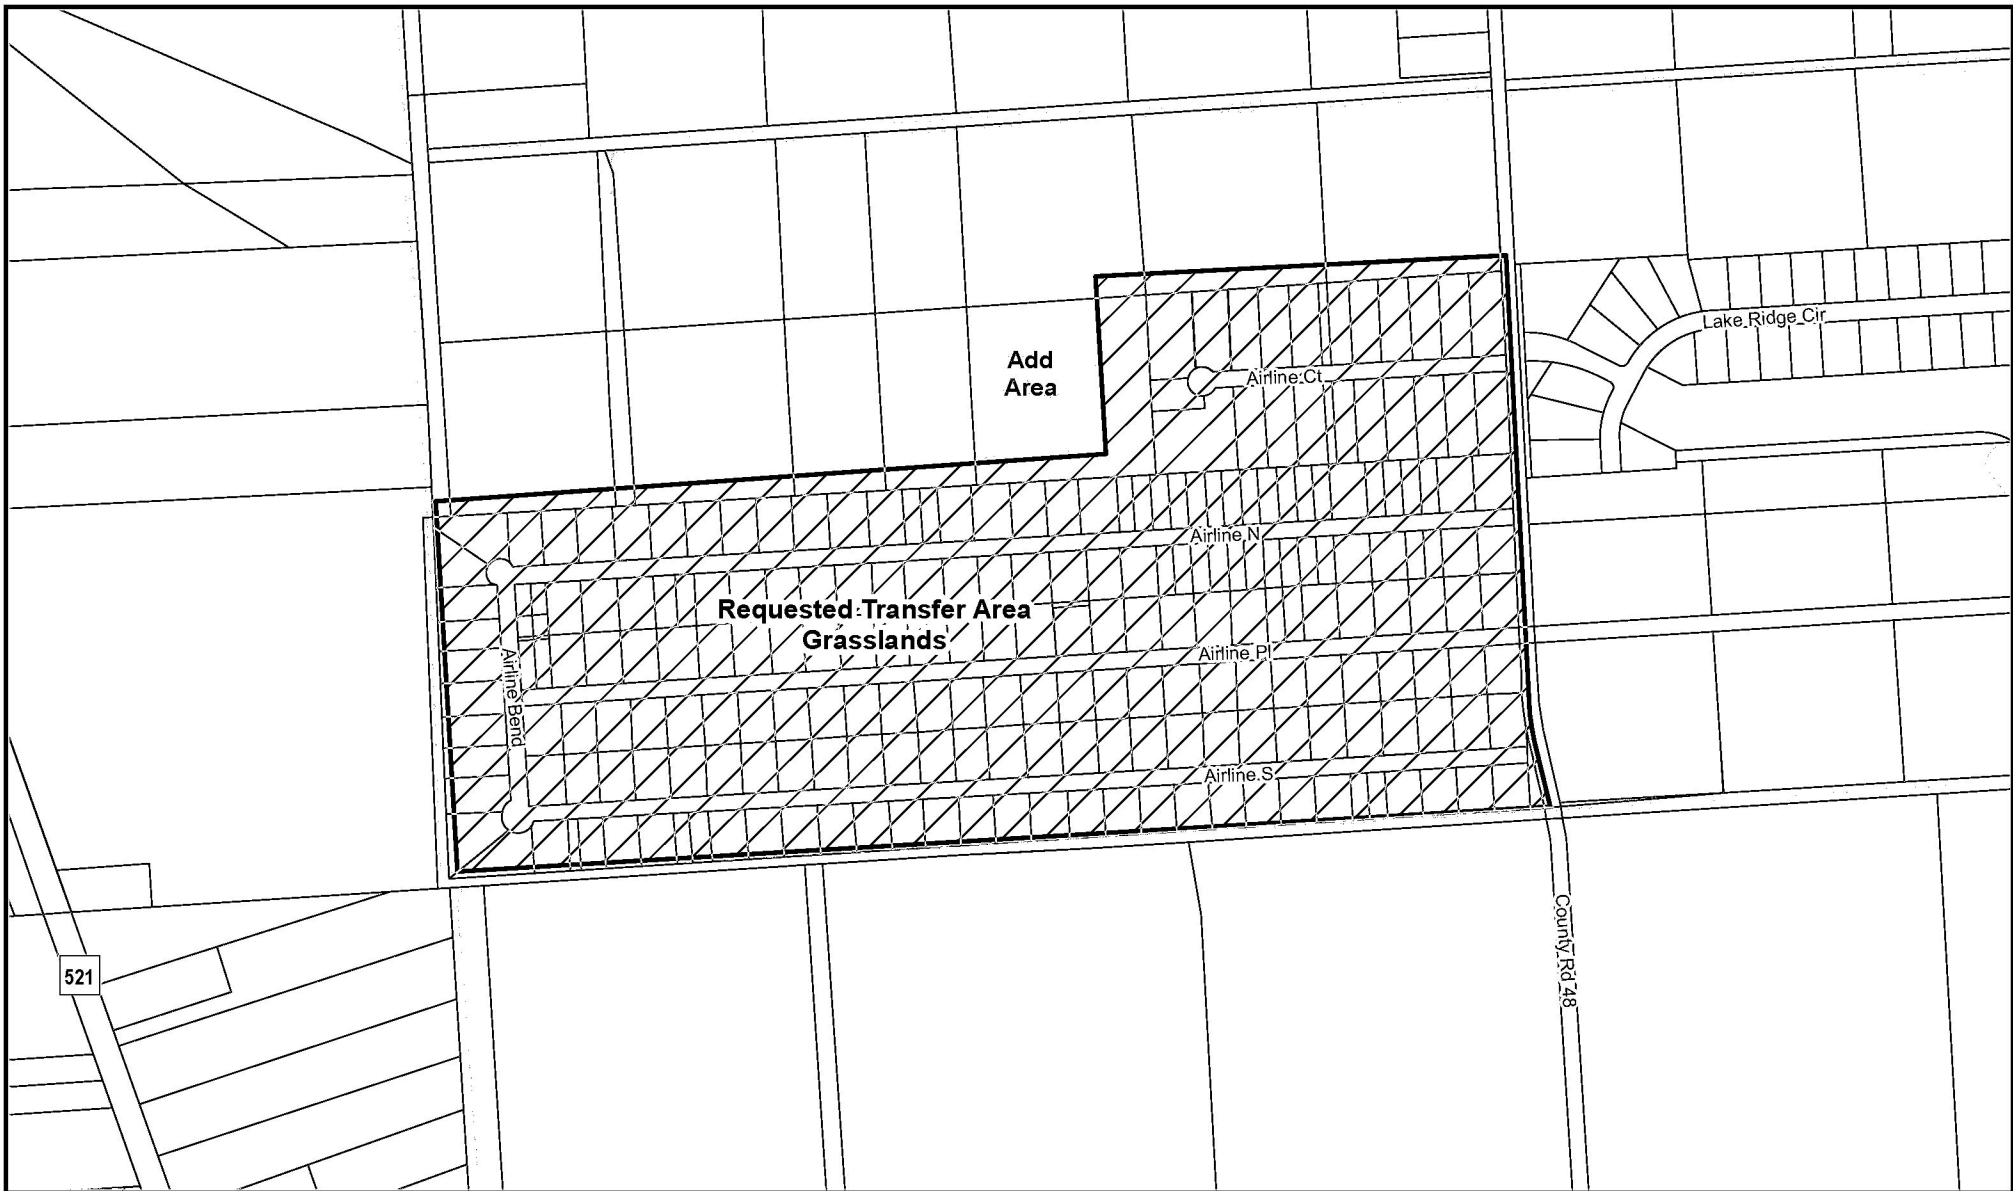 Lake Ridge Cir
Add
Area
Airline Ct
Airline N
Requested Transfer Area
Grasslands
Airline Pl
Airline Bend
Airline S
County Rd 48
521